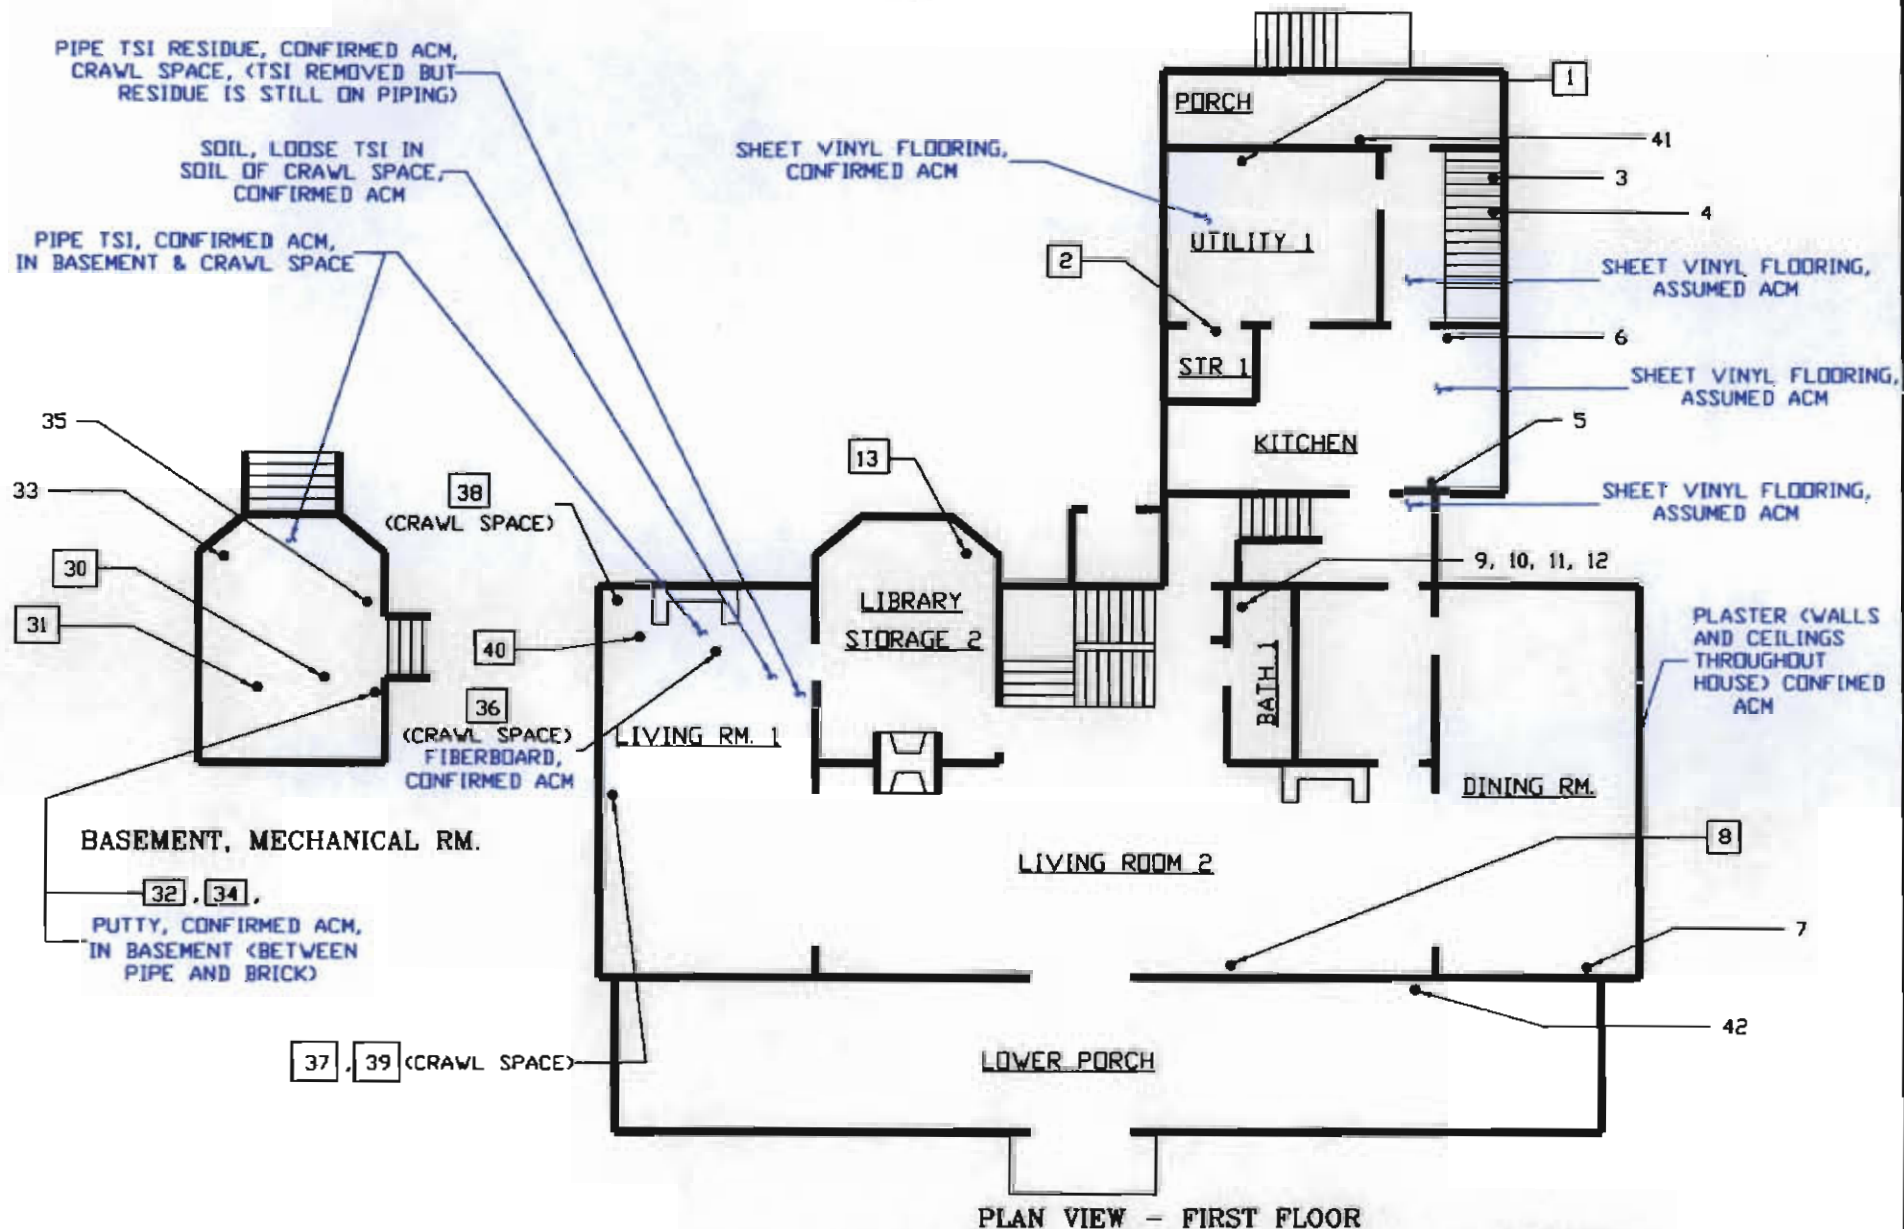 PIPE TSI RESIDUE, CONFIRMED ACM,
CRAWL SPACE, (TSI REMOVED BUT
RESIDUE IS STILL ON PIPING)
SOIL, LOOSE TSI IN
SOIL OF CRAWL SPACE,
CONFIRMED ACM
PIPE TSI, CONFIRMED ACM,
IN BASEMENT & CRAWL SPACE
SHEET VINYL FLOORING,
CONFIRMED ACM
PORCH
1
41
3
4
UTILITY 1
2
SHEET VINYL FLOORING,
ASSUMED ACM
6
STR 1
SHEET VINYL FLOORING,
ASSUMED ACM
5
KITCHEN
SHEET VINYL FLOORING,
ASSUMED ACM
35
33
30
31
38
(CRAWL SPACE)
13
9, 10, 11, 12
LIBRARY
STORAGE 2
40
36
(CRAWL SPACE)
FIBERBOARD,
CONFIRMED ACM
LIVING RM. 1
BATH 1
PLASTER (WALLS
AND CEILINGS
THROUGHOUT
HOUSE) CONFIMED
ACM
DINING RM.
BASEMENT, MECHANICAL RM.
32 , 34 ,
PUTTY, CONFIRMED ACM,
IN BASEMENT (BETWEEN
PIPE AND BRICK)
LIVING ROOM 2
8
7
42
37 , 39 (CRAWL SPACE)
LOWER PORCH
PLAN VIEW - FIRST FLOOR